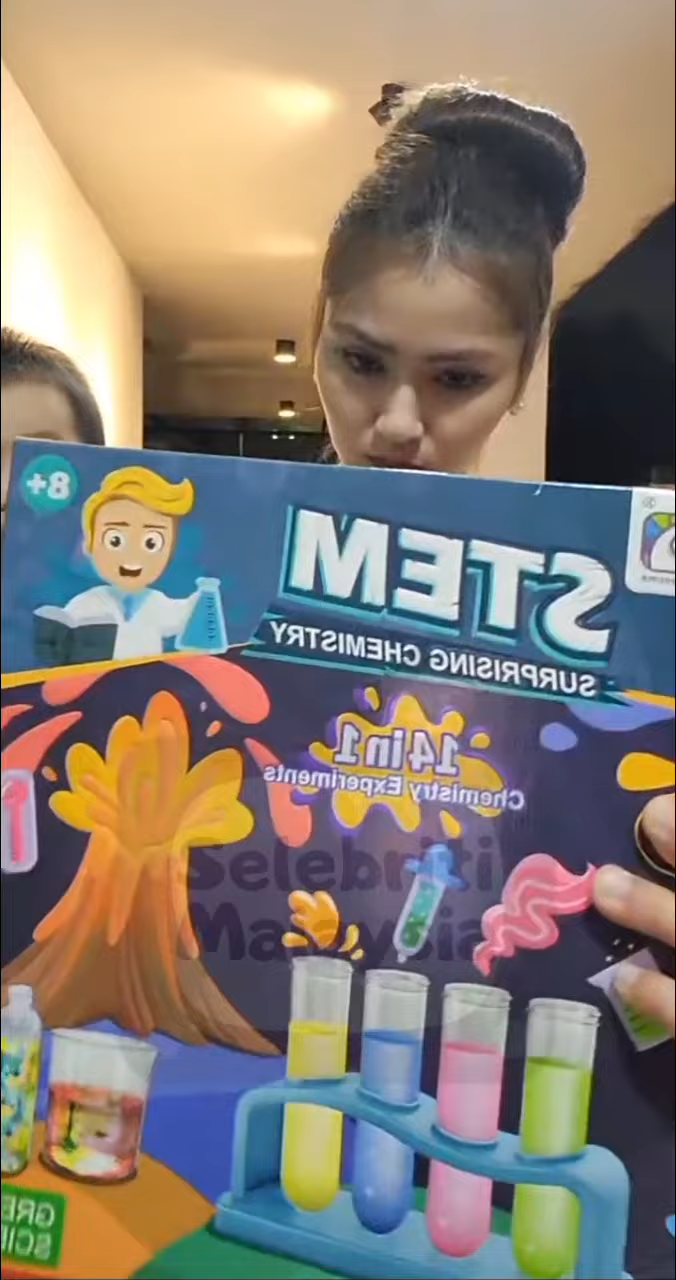 8+
STEM
SURPRISING CHEMISTRY
14 in 1
Chemistry Experiments
Selebriti
Malaysia